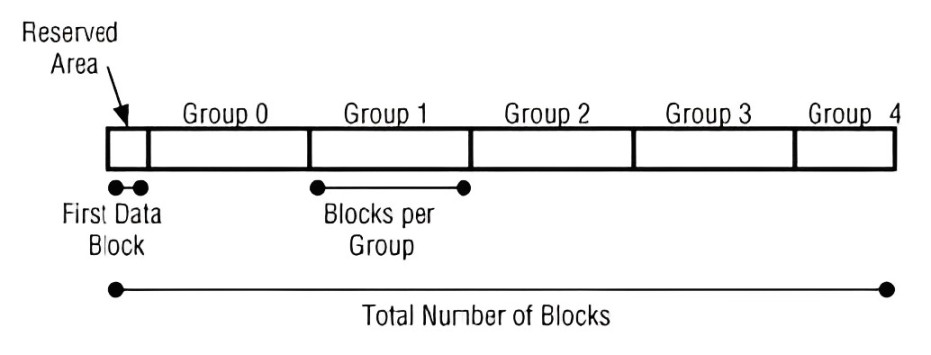 Reserved
Area
Group 0
Group 1
Group 2
Group 3
Group 4
First Data
Block
Blocks per
Group
Total Number of Blocks